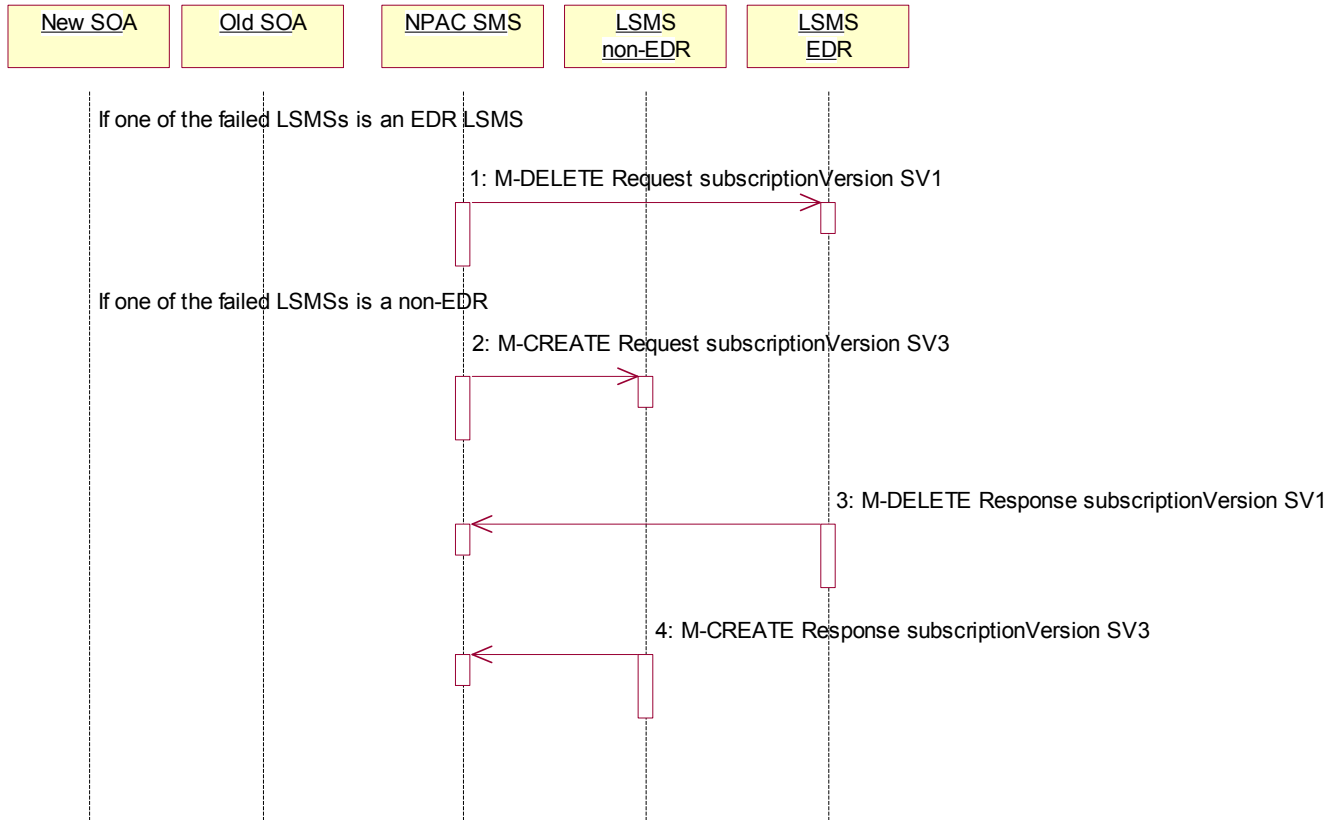 New SOA
Old SOA
NPAC SMS
LSMS
non-EDR
LSMS
EDR
If one of the failed LSMSs is an EDR LSMS
1: M-DELETE Request subscriptionVersion SV1
If one of the failed LSMSs is a non-EDR
2: M-CREATE Request subscriptionVersion SV3
3: M-DELETE Response subscriptionVersion SV1
4: M-CREATE Response subscriptionVersion SV3